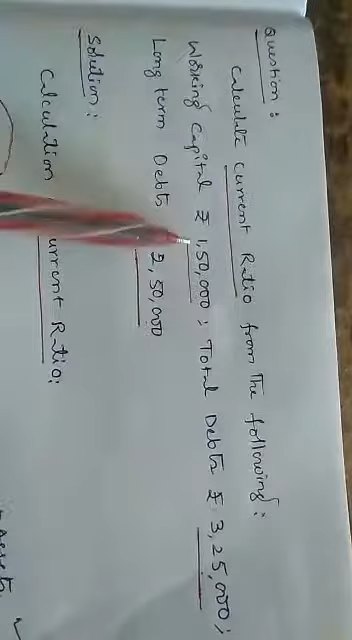 Question :
Calculate Current Ratio from the following:
Working Capital ₹ 1,50,000 ; Total Debts ₹ 3,25,000 ;
Long term Debts 2,50,000
Solution :
Calculation urrent Ratio: